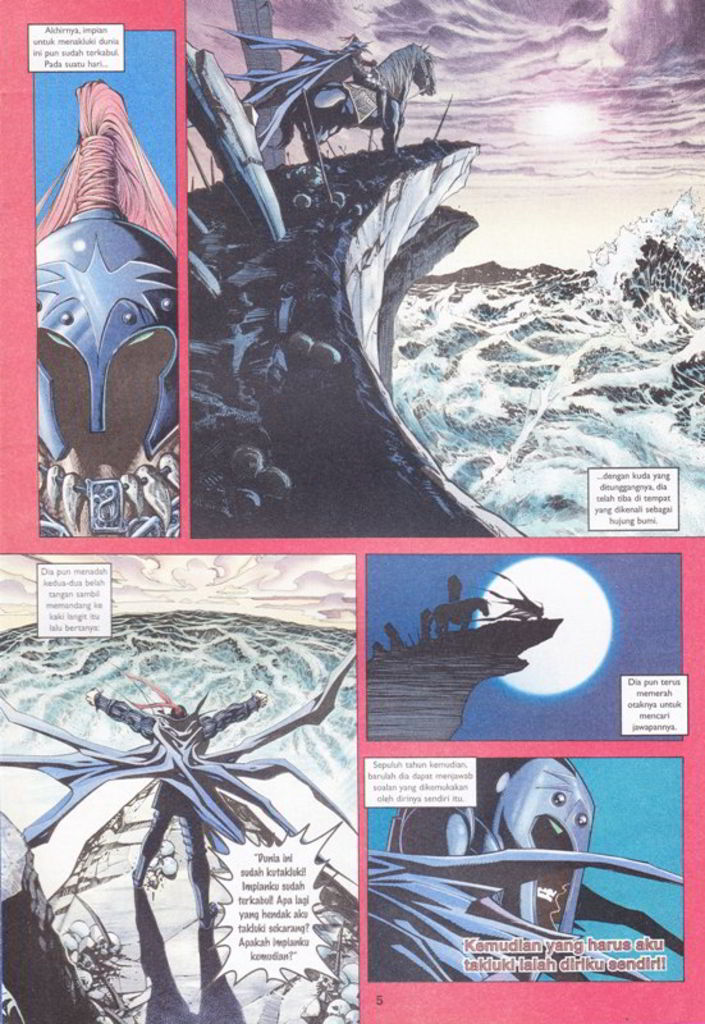 Akhirnya, impian
untuk menakluki dunia
ini pun sudah terkabul.
Pada suatu hari...
...dengan kuda yang
ditunggangnya, dia
telah tiba di tempat
yang dikenali sebagai
hujung bumi.
Dia pun menadah
kedua-dua belah
tangan sambil
memandang ke
kaki langit itu
lalu bertanya:
"Dunia ini
sudah kutakluk!
Impianku sudah
terkabul! Apa lagi
yang hendak aku
takluki sekarang?
Apakah impianku
kemudian?"
Dia pun terus
memerah
otaknya untuk
mencari
jawapannya.
Sepuluh tahun kemudian,
barulah dia dapat menjawab
soalan yang dikemukakan
oleh dirinya sendiri itu.
Kemudian yang harus aku
takluki ialah diriku sendiri!!
5